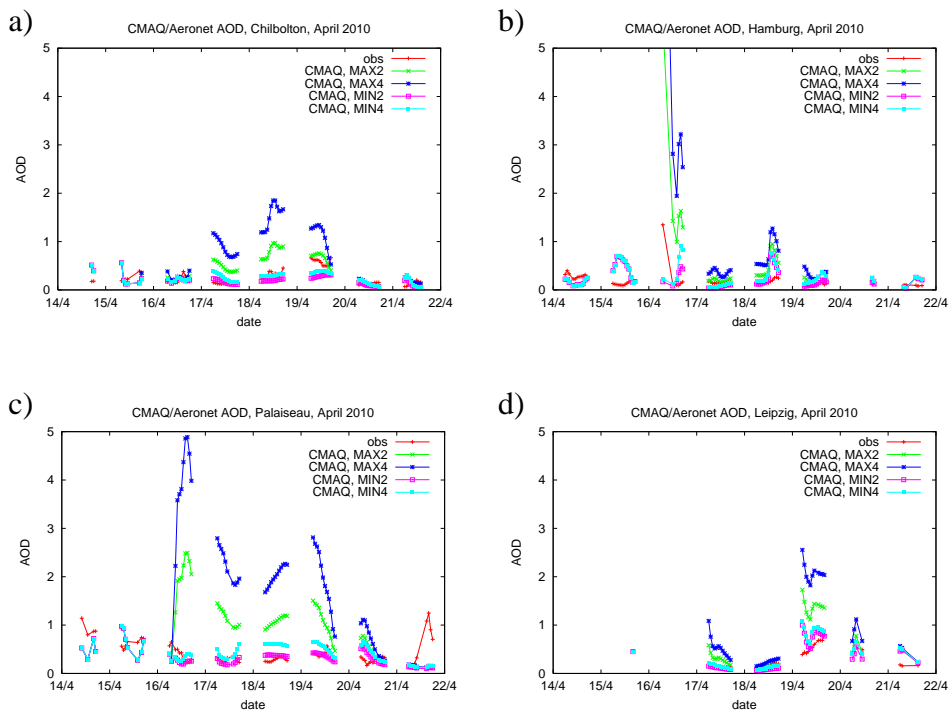 a)
CMAQ/Aeronet AOD, Chilbolton, April 2010
5
4
3
2
1
0
AOD
obs
CMAQ, MAX2
CMAQ, MAX4
CMAQ, MIN2
CMAQ, MIN4
14/4 15/4 16/4 17/4 18/4 19/4 20/4 21/4 22/4
date
b)
CMAQ/Aeronet AOD, Hamburg, April 2010
5
4
3
2
1
0
AOD
obs
CMAQ, MAX2
CMAQ, MAX4
CMAQ, MIN2
CMAQ, MIN4
14/4 15/4 16/4 17/4 18/4 19/4 20/4 21/4 22/4
date
c)
CMAQ/Aeronet AOD, Palaiseau, April 2010
5
4
3
2
1
0
AOD
obs
CMAQ, MAX2
CMAQ, MAX4
CMAQ, MIN2
CMAQ, MIN4
14/4 15/4 16/4 17/4 18/4 19/4 20/4 21/4 22/4
date
d)
CMAQ/Aeronet AOD, Leipzig, April 2010
5
4
3
2
1
0
AOD
obs
CMAQ, MAX2
CMAQ, MAX4
CMAQ, MIN2
CMAQ, MIN4
14/4 15/4 16/4 17/4 18/4 19/4 20/4 21/4 22/4
date